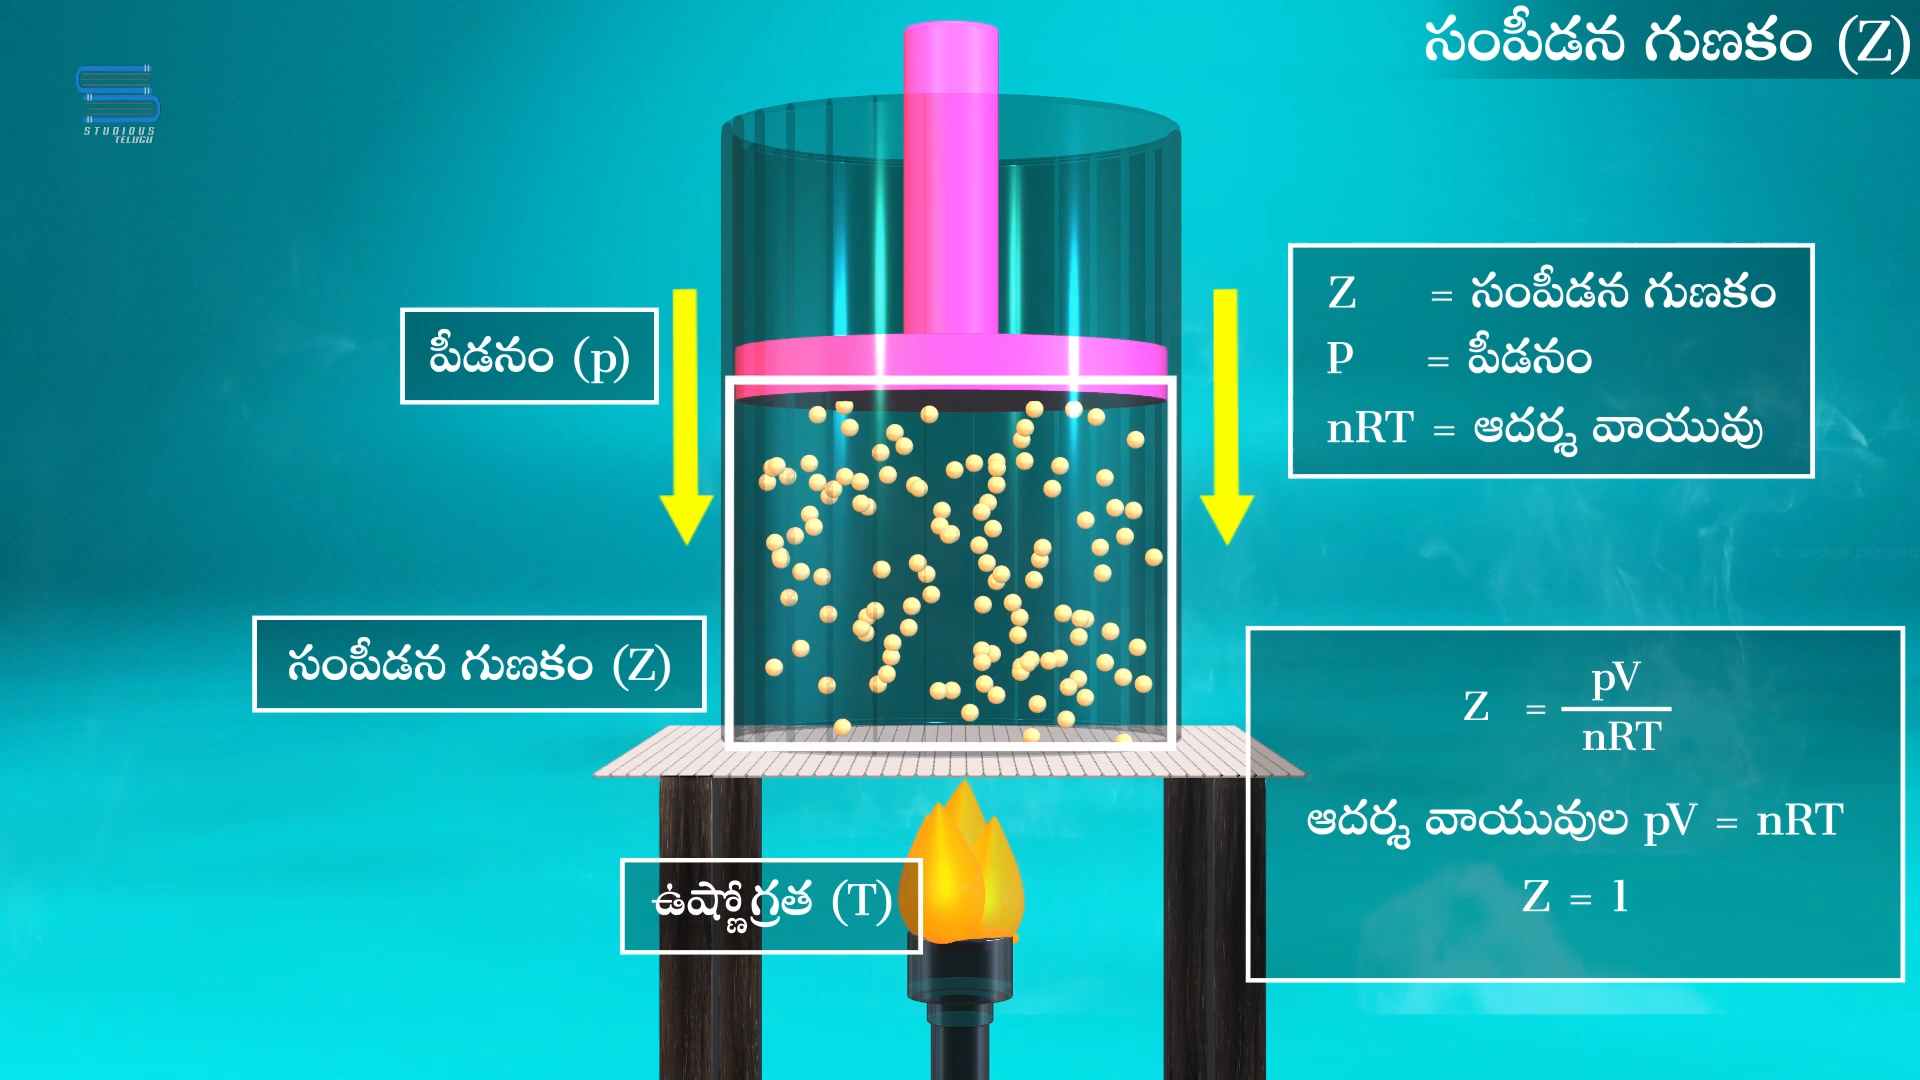 సంపీడన గుణకం (Z)
STUDIOUS
TELUGU
పీడనం (p)
Z = సంపీడన గుణకం
P = పీడనం
nRT = ఆదర్శ వాయువు
సంపీడన గుణకం (Z)
Z = pV / nRT
ఆదర్శ వాయువుల pV = nRT
Z = 1
ఉష్ణోగ్రత (T)